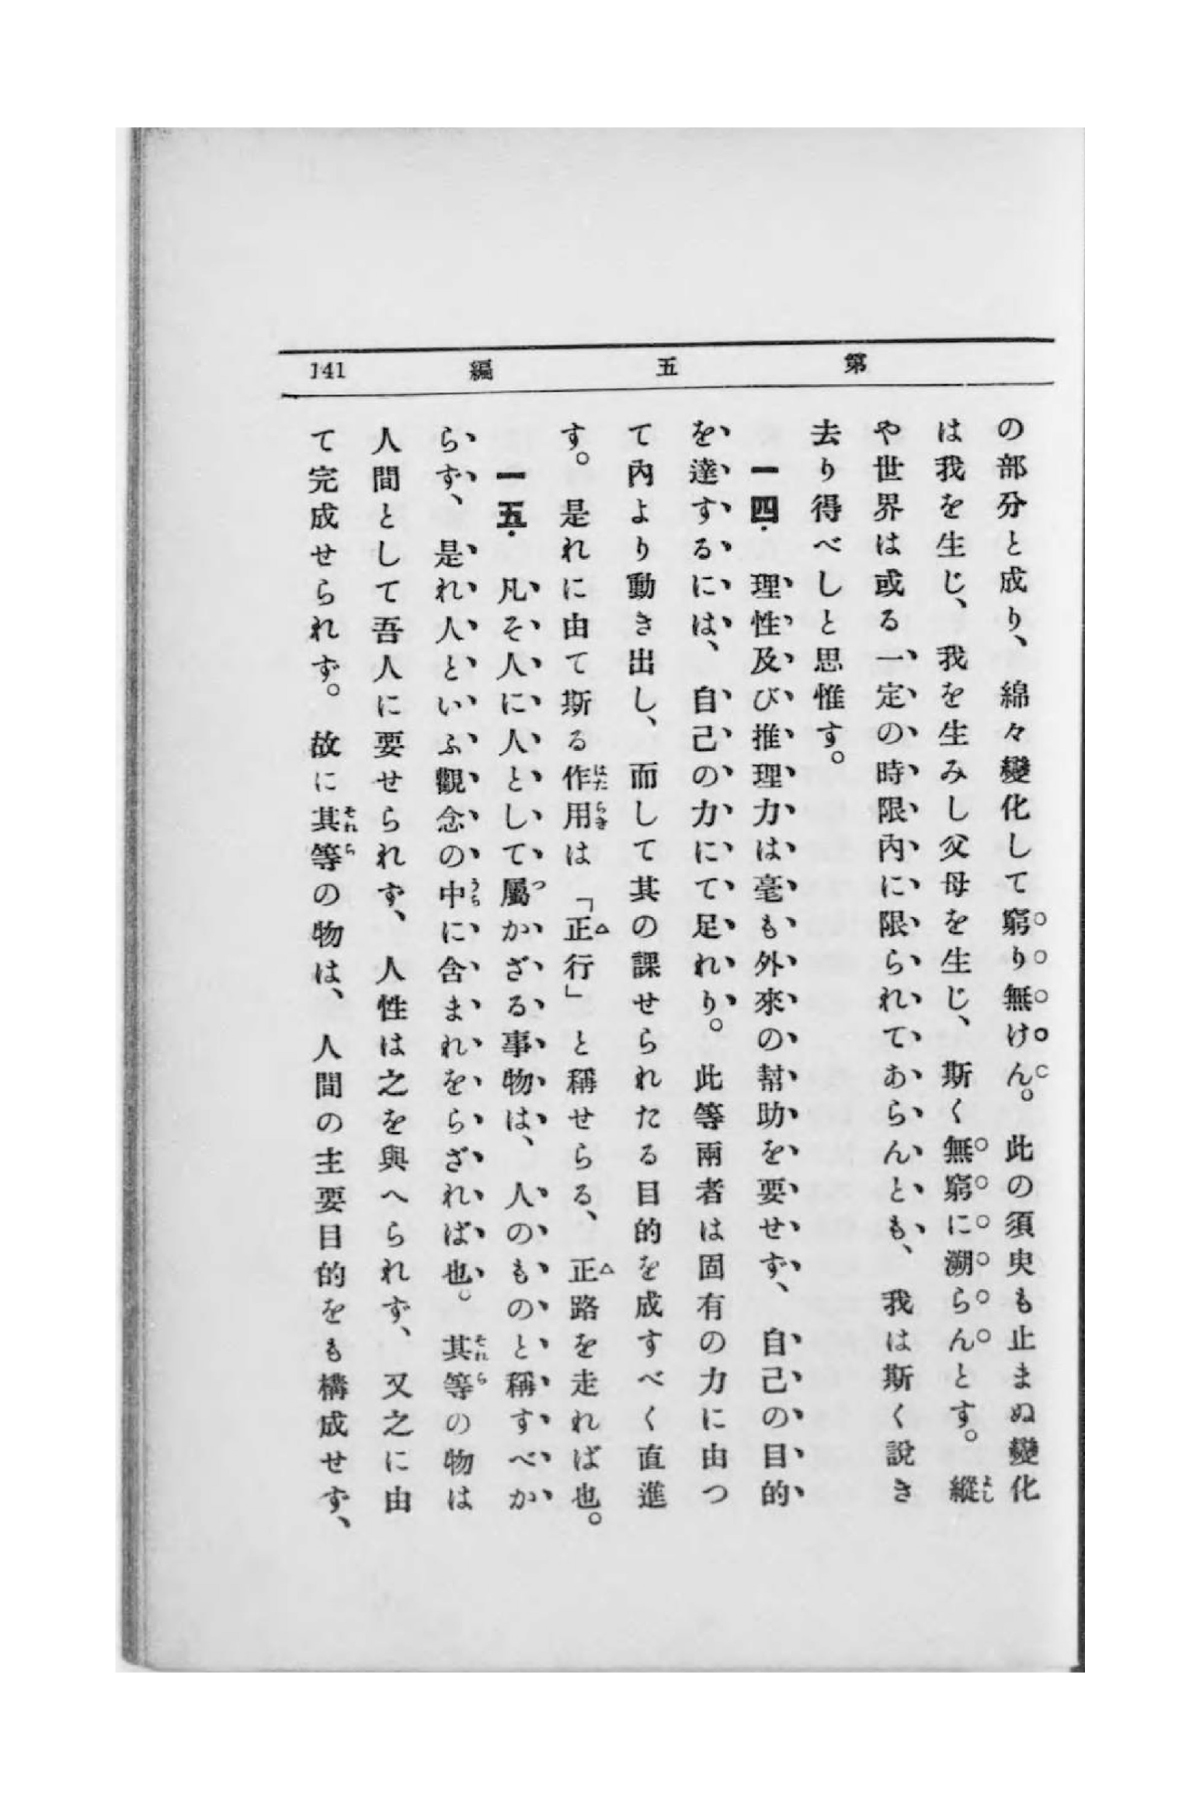 第五編 141
の部分と成り、綿々變化して窮り無けん。此の須臾も止まぬ變化
は我を生じ、我を生みし父母を生じ、斯く無窮に溯らんとす。縱
や世界は或る一定の時限內に限られてあらんとも、我は斯く說き
去り得べしと思惟す。
一四． 理性及び推理力は毫も外來の幇助を要せず、自己の目的
を達するには、自己の力にて足れり。此等兩者は固有の力に由つ
て內より動き出し、而して其の課せられたる目的を成すべく直進
す。是れに由て斯る作用は「正行」と稱せらる、正路を走れば也。
一五． 凡そ人に人として屬かざる事物は、人のものと稱すべか
らず、是れ人といふ觀念の中に含まれをらざれば也。其等の物は
人間として吾人に要せられず、人性は之を與へられず、又之に由
て完成せられず。故に其等の物は、人間の主要目的をも構成せず、